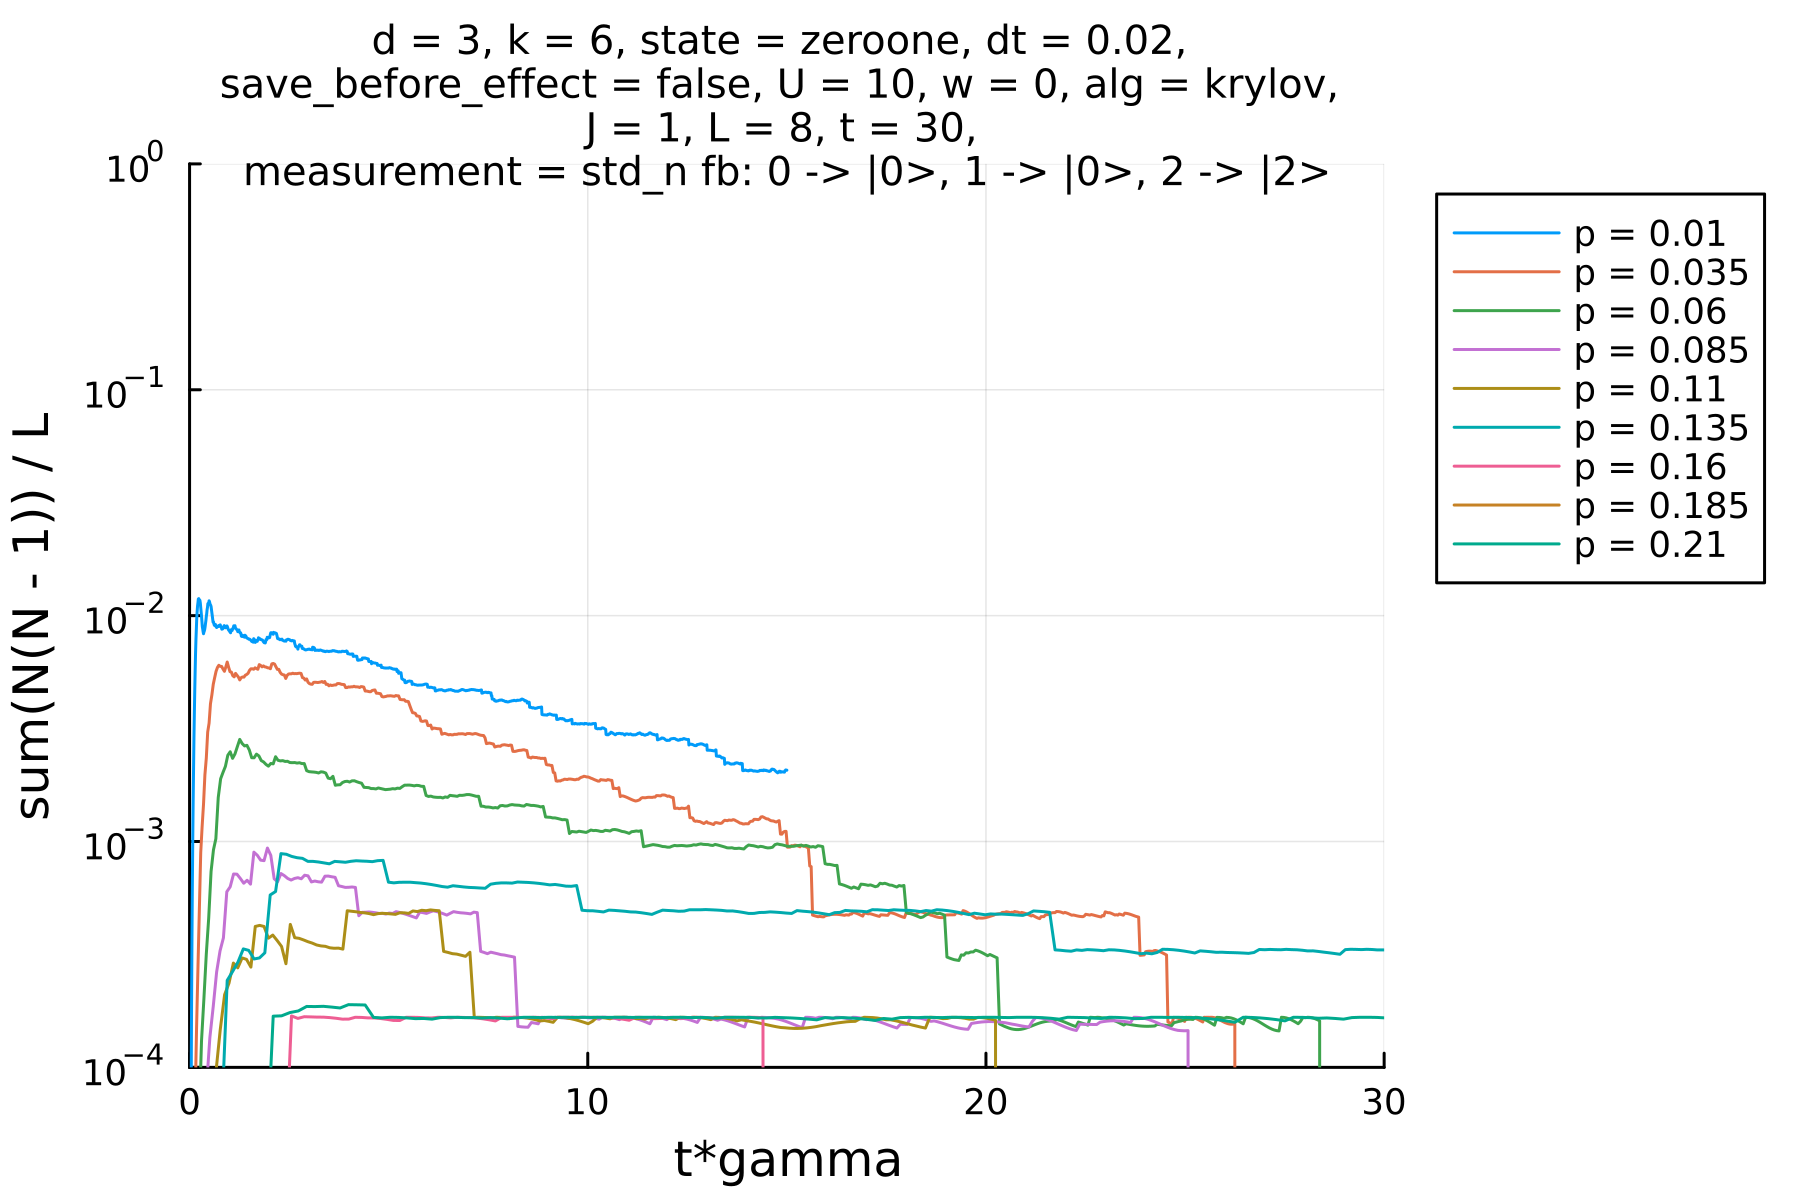 d = 3, k = 6, state = zeroone, dt = 0.02,
save_before_effect = false, U = 10, w = 0, alg = krylov,
J = 1, L = 8, t = 30,
measurement = std_n fb: 0 -> |0>, 1 -> |0>, 2 -> |2>
10^0
10^−1
10^−2
10^−3
10^−4
sum(N(N - 1)) / L
0 10 20 30
t*gamma
p = 0.01
p = 0.035
p = 0.06
p = 0.085
p = 0.11
p = 0.135
p = 0.16
p = 0.185
p = 0.21